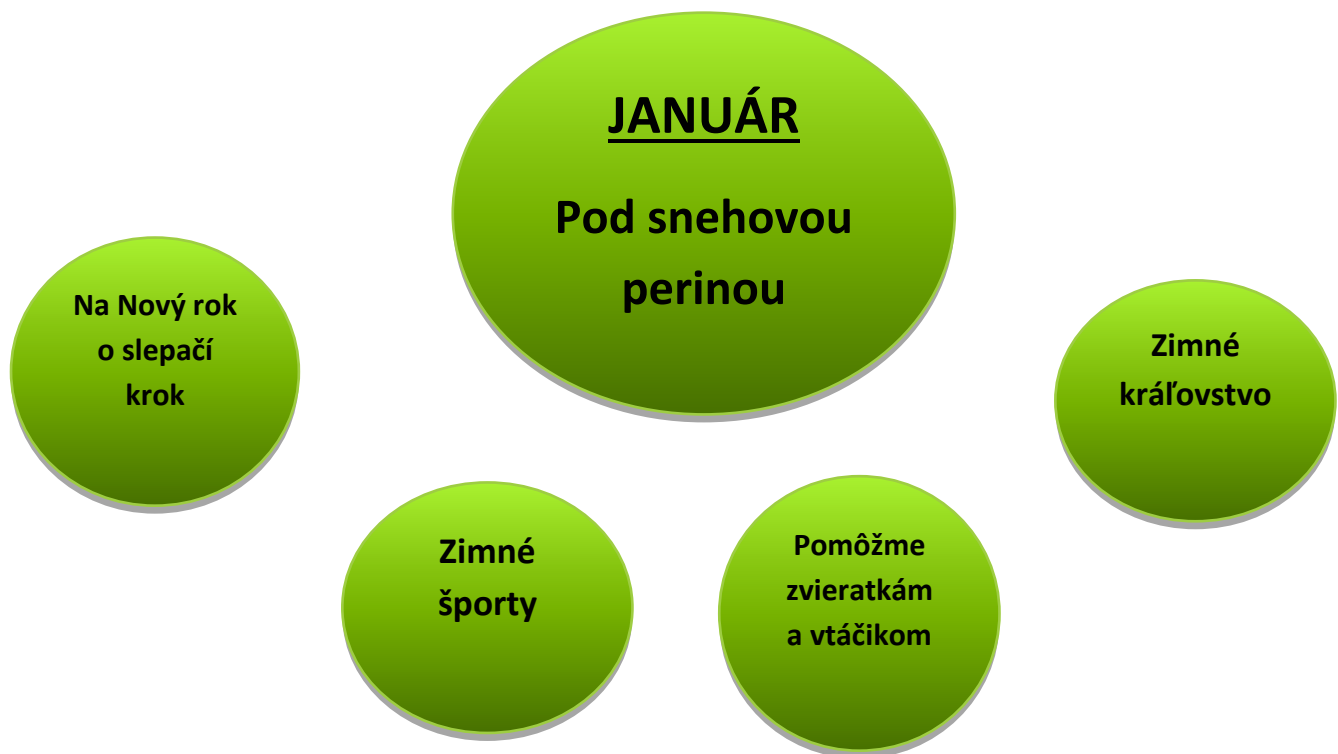 JANUÁR
Pod snehovou
perinou
Na Nový rok
o slepačí
krok
Zimné
športy
Pomôžme
zvieratkám
a vtáčikom
Zimné
kráľovstvo